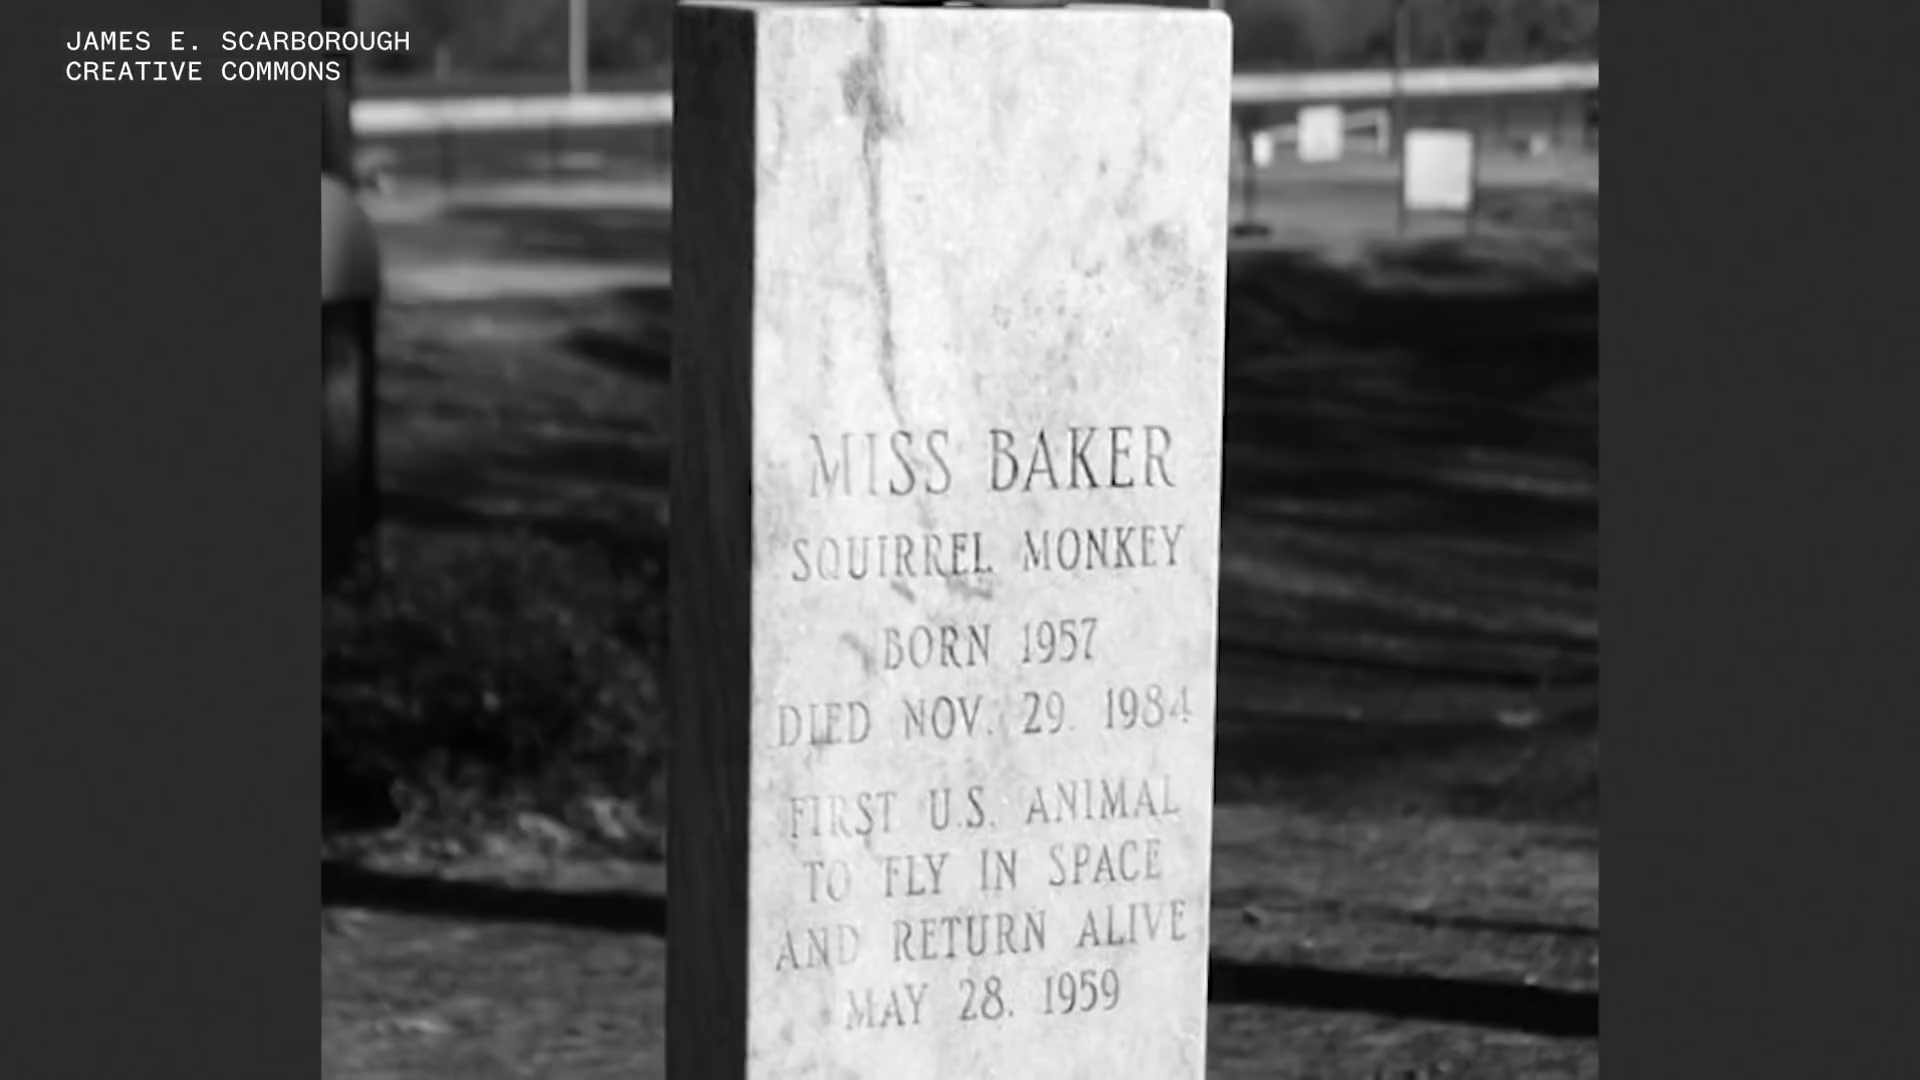 JAMES E. SCARBOROUGH
CREATIVE COMMONS
MISS BAKER
SQUIRREL MONKEY
BORN 1957
DIED NOV. 29. 1984
FIRST U.S. ANIMAL
TO FLY IN SPACE
AND RETURN ALIVE
MAY 28. 1959